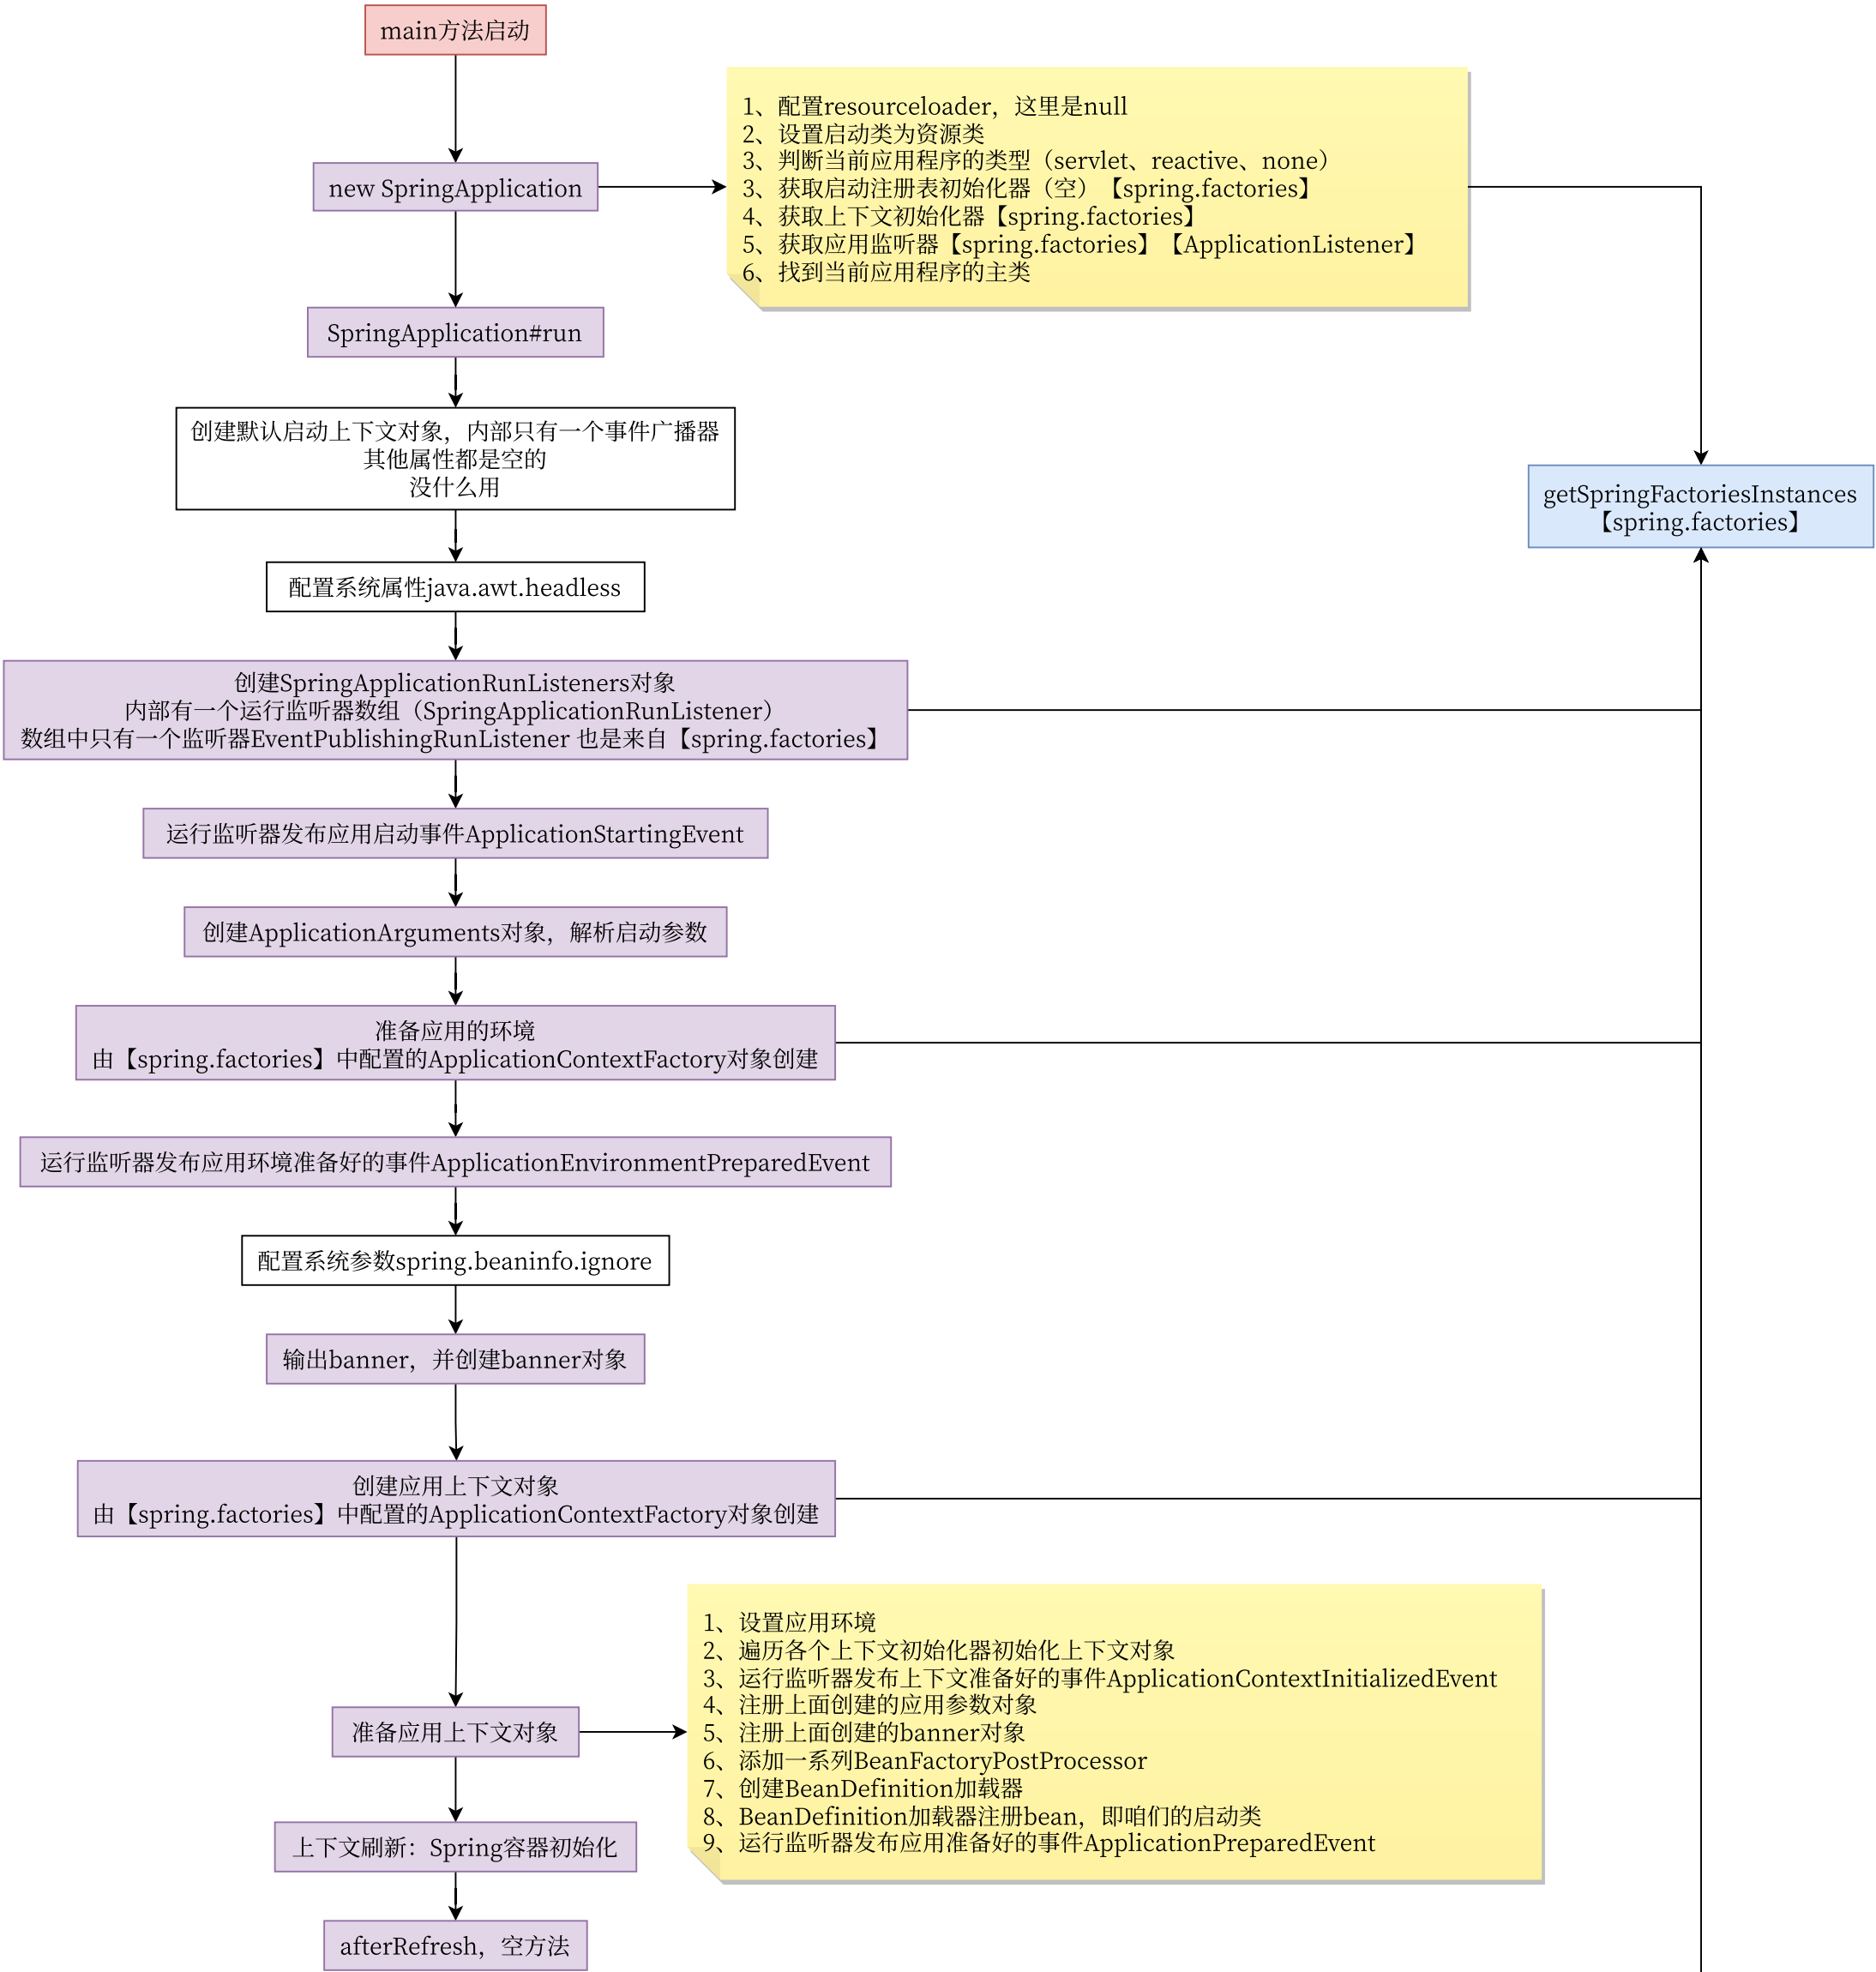 main方法启动
1、配置resourceloader，这里是null
2、设置启动类为资源类
3、判断当前应用程序的类型（servlet、reactive、none）
3、获取启动注册表初始化器（空）【spring.factories】
4、获取上下文初始化器【spring.factories】
5、获取应用监听器【spring.factories】【ApplicationListener】
6、找到当前应用程序的主类
new SpringApplication
SpringApplication#run
创建默认启动上下文对象，内部只有一个事件广播器
其他属性都是空的
没什么用
getSpringFactoriesInstances
【spring.factories】
配置系统属性java.awt.headless
创建SpringApplicationRunListeners对象
内部有一个运行监听器数组（SpringApplicationRunListener）
数组中只有一个监听器EventPublishingRunListener 也是来自【spring.factories】
运行监听器发布应用启动事件ApplicationStartingEvent
创建ApplicationArguments对象，解析启动参数
准备应用的环境
由【spring.factories】中配置的ApplicationContextFactory对象创建
运行监听器发布应用环境准备好的事件ApplicationEnvironmentPreparedEvent
配置系统参数spring.beaninfo.ignore
输出banner，并创建banner对象
创建应用上下文对象
由【spring.factories】中配置的ApplicationContextFactory对象创建
1、设置应用环境
2、遍历各个上下文初始化器初始化上下文对象
3、运行监听器发布上下文准备好的事件ApplicationContextInitializedEvent
4、注册上面创建的应用参数对象
5、注册上面创建的banner对象
6、添加一系列BeanFactoryPostProcessor
7、创建BeanDefinition加载器
8、BeanDefinition加载器注册bean，即咱们的启动类
9、运行监听器发布应用准备好的事件ApplicationPreparedEvent
准备应用上下文对象
上下文刷新：Spring容器初始化
afterRefresh，空方法